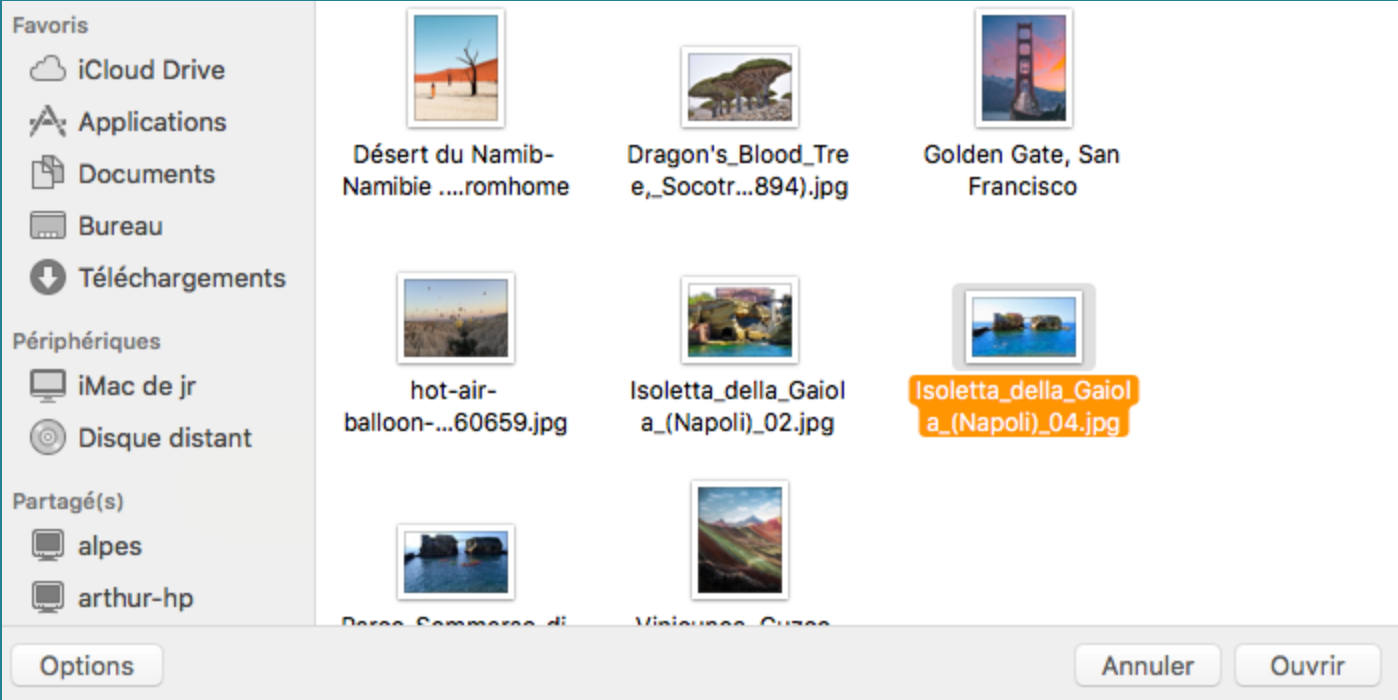 Favoris
iCloud Drive
Applications
Documents
Bureau
Téléchargements
Périphériques
iMac de jr
Disque distant
Partagé(s)
alpes
arthur-hp
Désert du Namib-
Namibie ....romhome
Dragon's_Blood_Tre
e,_Socotr...894).jpg
Golden Gate, San
Francisco
hot-air-
balloon-...60659.jpg
Isoletta_della_Gaiol
a_(Napoli)_02.jpg
Isoletta_della_Gaiol
a_(Napoli)_04.jpg
Options
Annuler
Ouvrir